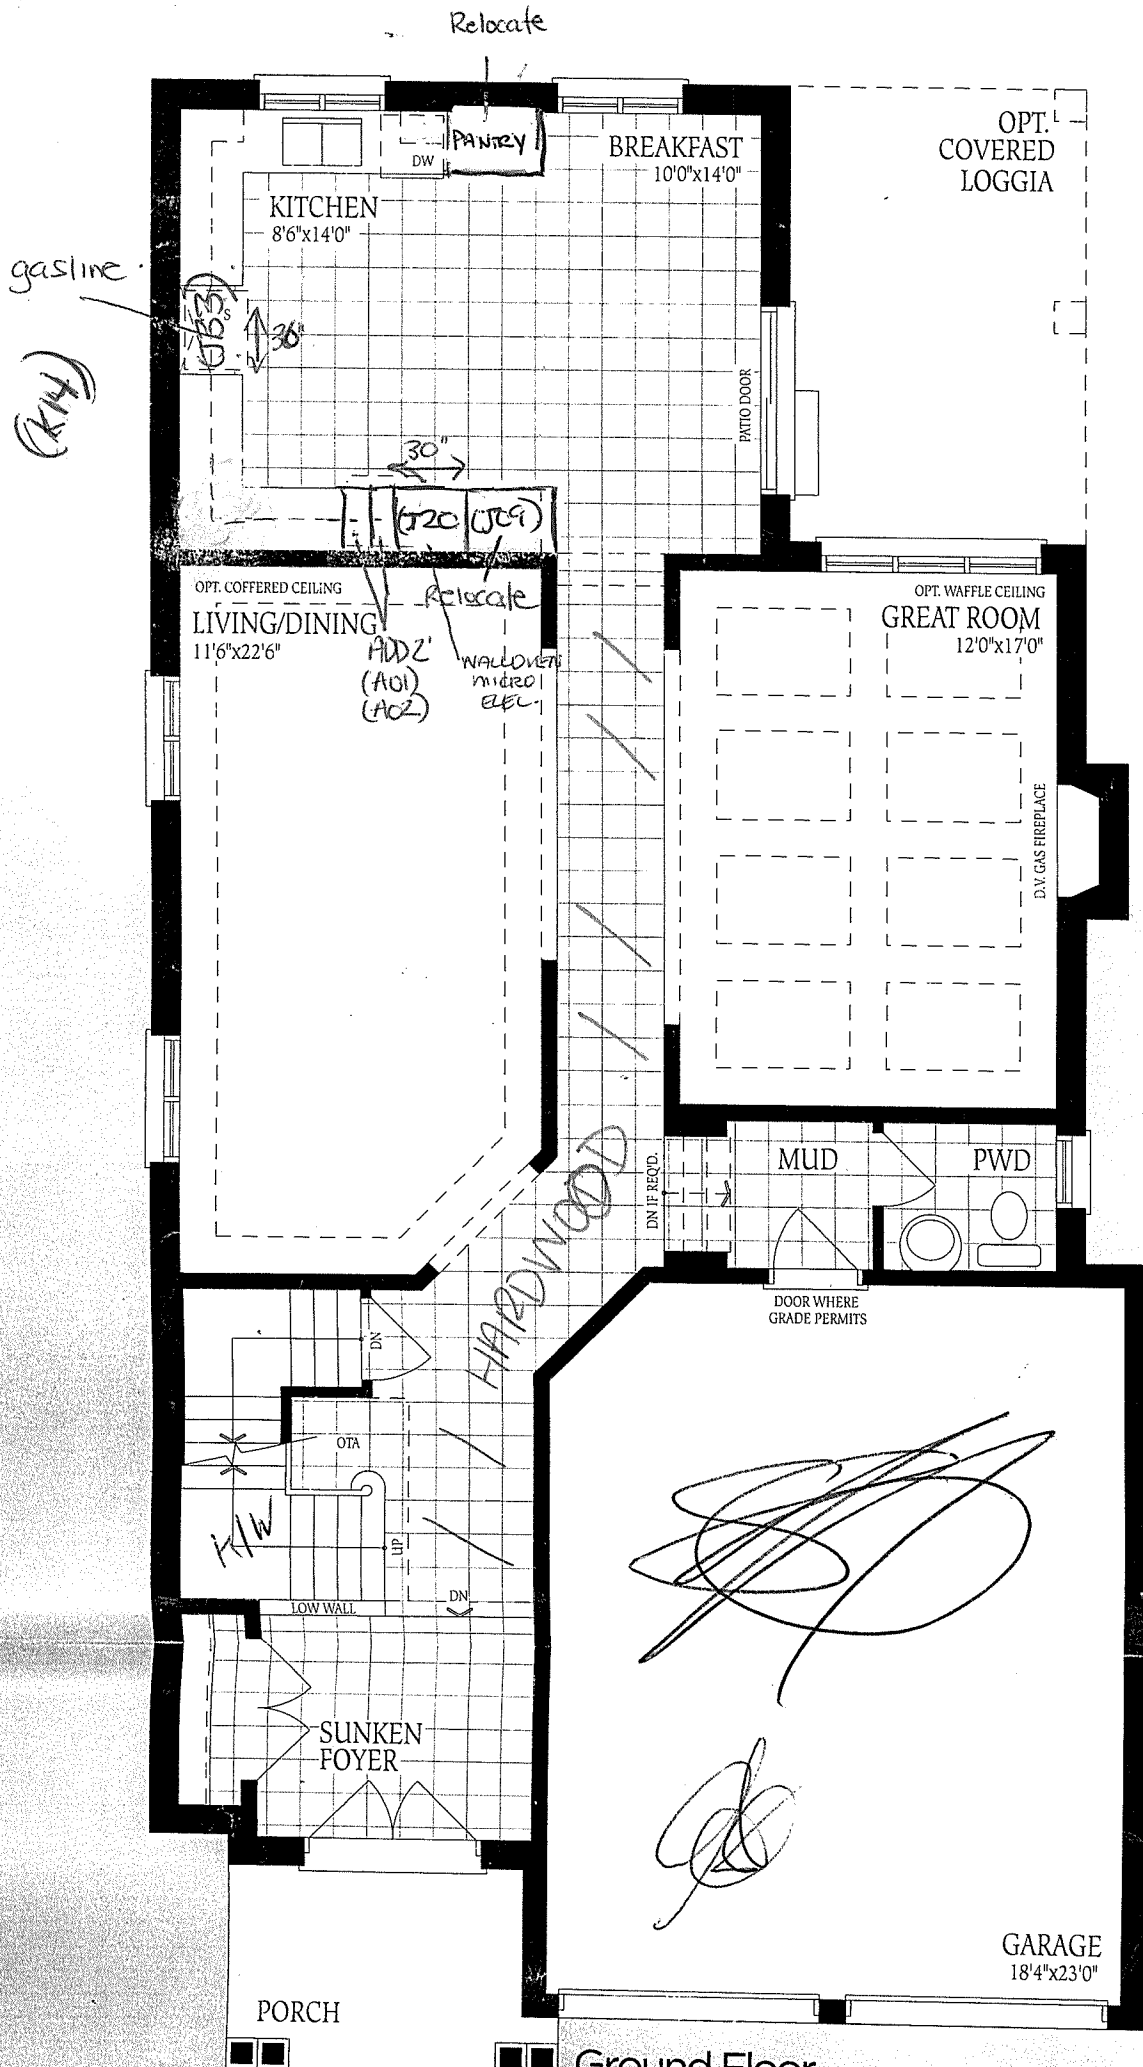 Relocate
PANTRY
DW
BREAKFAST
10'0"x14'0"
OPT.
COVERED
LOGGIA
KITCHEN
8'6"x14'0"
gasline
(JB3)
S
36"
(K14)
PATIO DOOR
30"
(J20
(J09)
OPT. COFFERED CEILING
LIVING/DINING
11'6"x22'6"
Relocate
ADD 2'
(A01)
(A02)
WALLOVEN
MICRO
ELEC.
OPT. WAFFLE CEILING
GREAT ROOM
12'0"x17'0"
D.V. GAS FIREPLACE
HARDWOOD
DN IF REQ'D.
MUD
PWD
DOOR WHERE
GRADE PERMITS
DN
OTA
H/W
UP
DN
LOW WALL
SUNKEN
FOYER
GARAGE
18'4"x23'0"
PORCH
Ground Floor